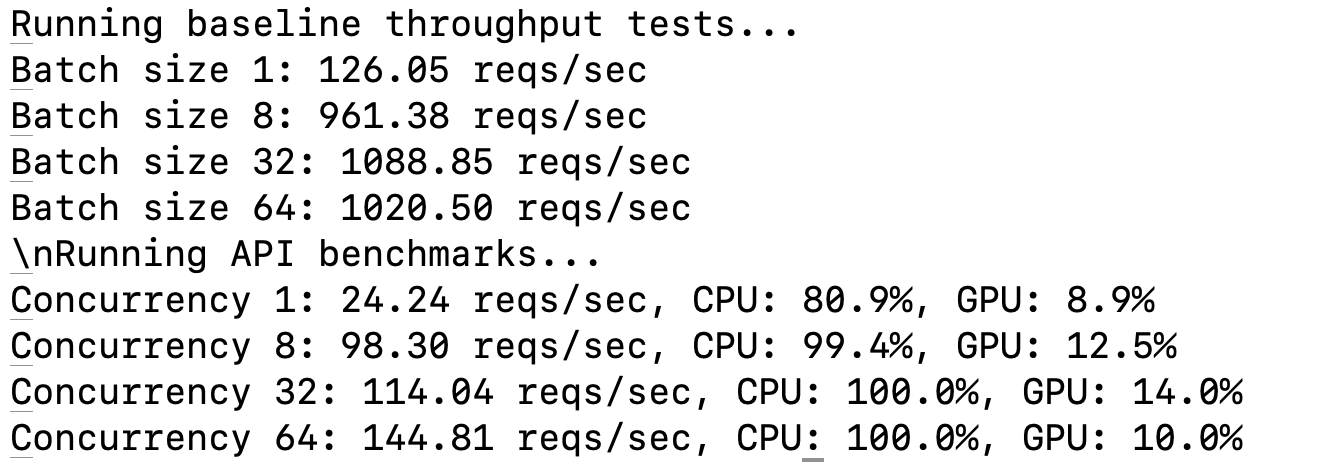 Running baseline throughput tests...
Batch size 1: 126.05 reqs/sec
Batch size 8: 961.38 reqs/sec
Batch size 32: 1088.85 reqs/sec
Batch size 64: 1020.50 reqs/sec
\nRunning API benchmarks...
Concurrency 1: 24.24 reqs/sec, CPU: 80.9%, GPU: 8.9%
Concurrency 8: 98.30 reqs/sec, CPU: 99.4%, GPU: 12.5%
Concurrency 32: 114.04 reqs/sec, CPU: 100.0%, GPU: 14.0%
Concurrency 64: 144.81 reqs/sec, CPU: 100.0%, GPU: 10.0%